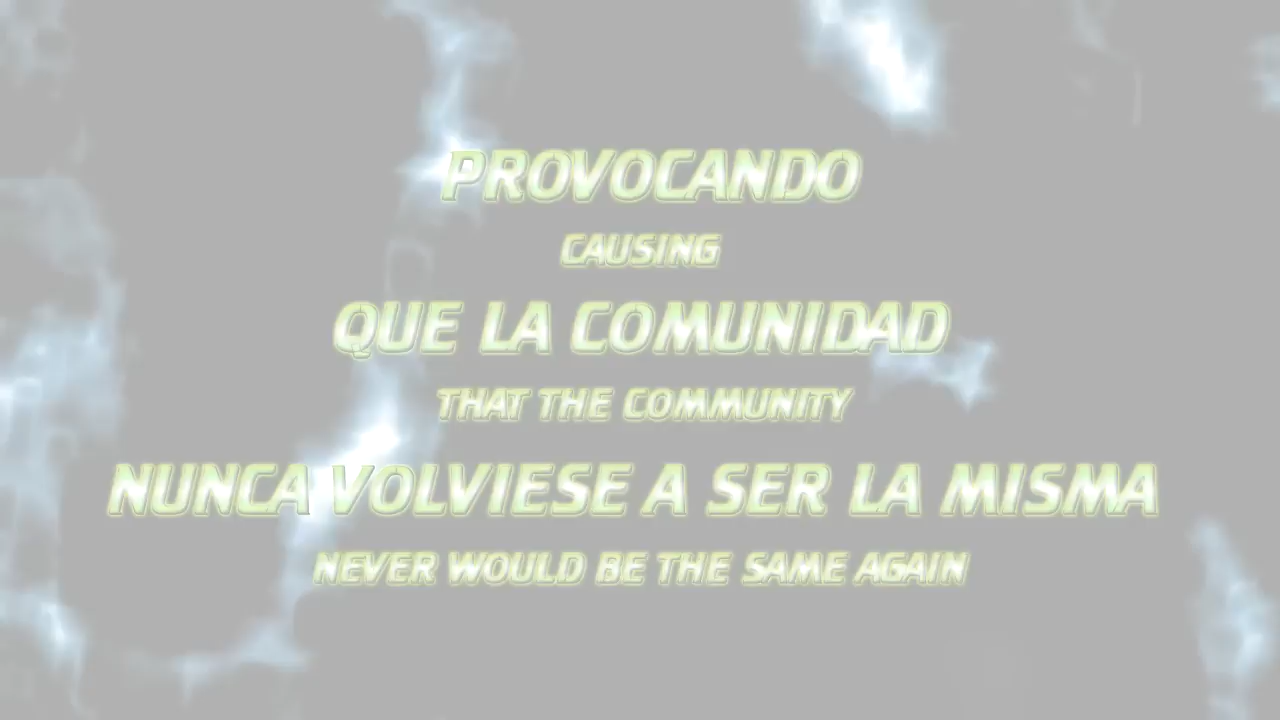 PROVOCANDO
CAUSING
QUE LA COMUNIDAD
THAT THE COMMUNITY
NUNCA VOLVIESE A SER LA MISMA
NEVER WOULD BE THE SAME AGAIN